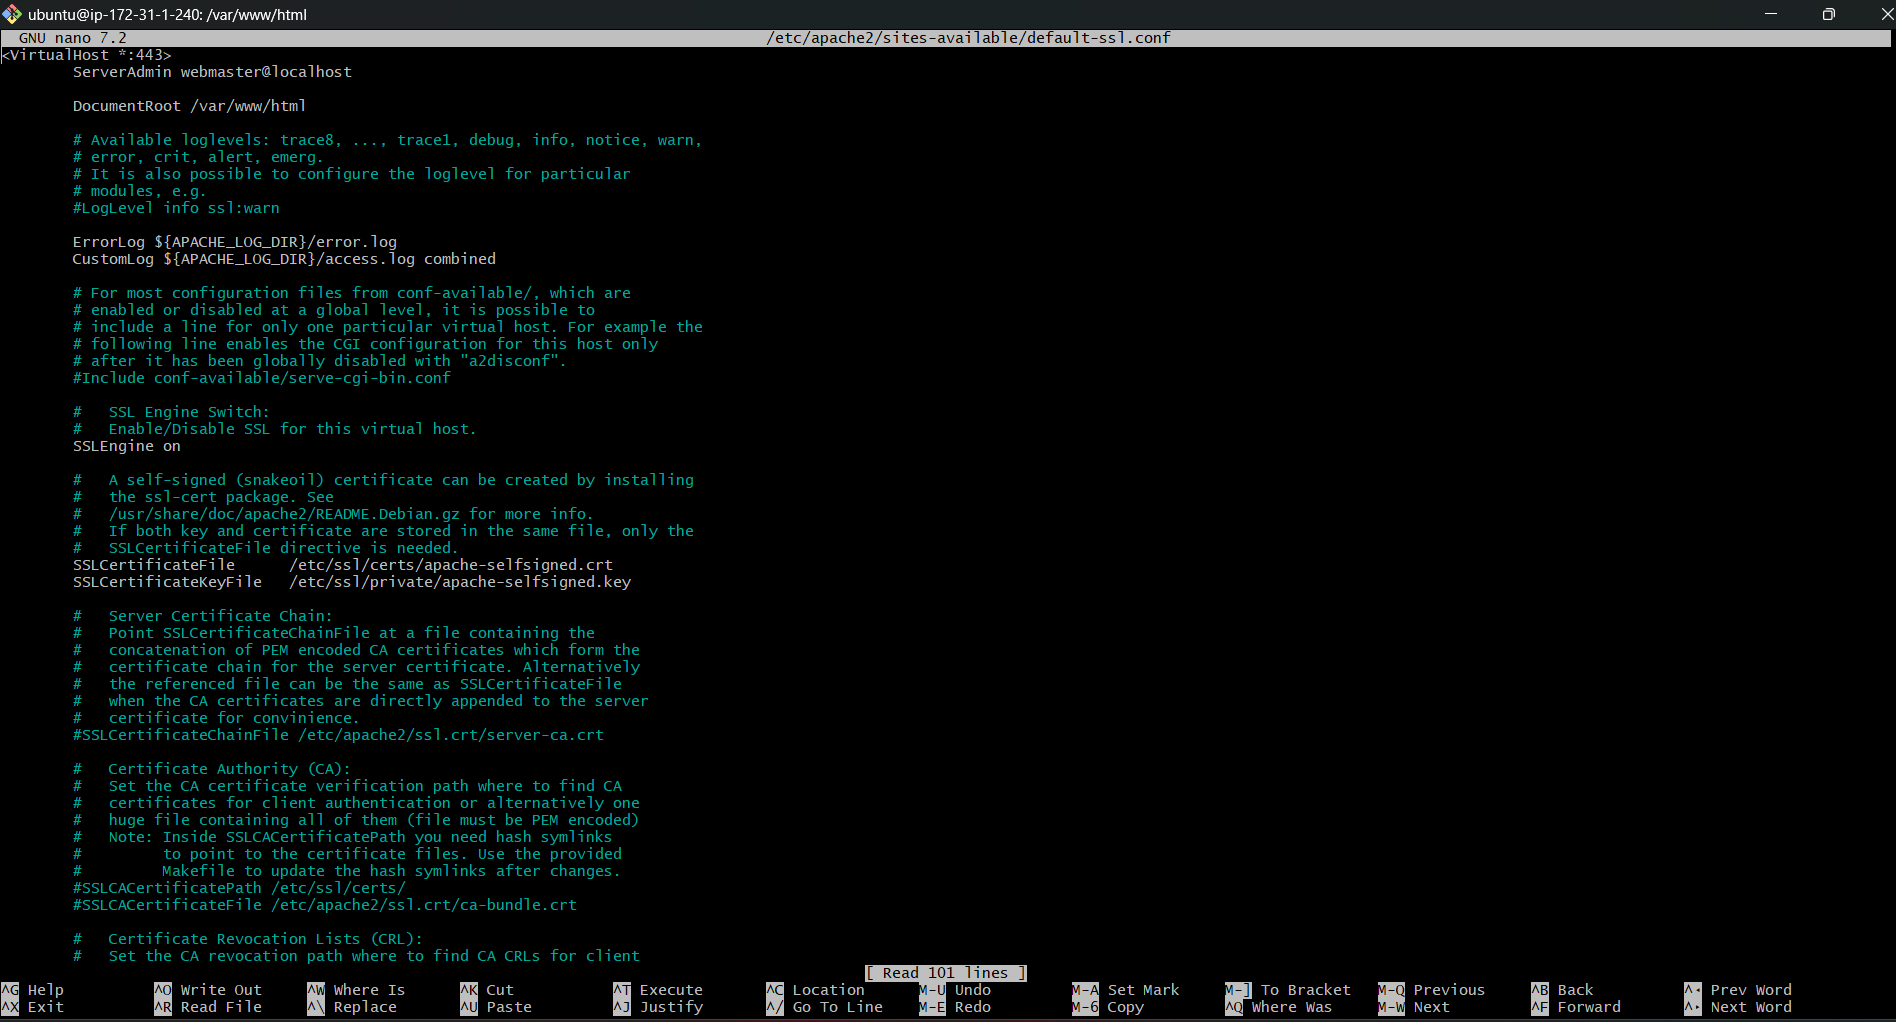 ubuntu@ip-172-31-1-240: /var/www/html
GNU nano 7.2 /etc/apache2/sites-available/default-ssl.conf
<VirtualHost *:443>
ServerAdmin webmaster@localhost
DocumentRoot /var/www/html
# Available loglevels: trace8, ..., trace1, debug, info, notice, warn,
# error, crit, alert, emerg.
# It is also possible to configure the loglevel for particular
# modules, e.g.
#LogLevel info ssl:warn
ErrorLog ${APACHE_LOG_DIR}/error.log
CustomLog ${APACHE_LOG_DIR}/access.log combined
# For most configuration files from conf-available/, which are
# enabled or disabled at a global level, it is possible to
# include a line for only one particular virtual host. For example the
# following line enables the CGI configuration for this host only
# after it has been globally disabled with "a2disconf".
#Include conf-available/serve-cgi-bin.conf
#   SSL Engine Switch:
#   Enable/Disable SSL for this virtual host.
SSLEngine on
#   A self-signed (snakeoil) certificate can be created by installing
#   the ssl-cert package. See
#   /usr/share/doc/apache2/README.Debian.gz for more info.
#   If both key and certificate are stored in the same file, only the
#   SSLCertificateFile directive is needed.
SSLCertificateFile      /etc/ssl/certs/apache-selfsigned.crt
SSLCertificateKeyFile   /etc/ssl/private/apache-selfsigned.key
#   Server Certificate Chain:
#   Point SSLCertificateChainFile at a file containing the
#   concatenation of PEM encoded CA certificates which form the
#   certificate chain for the server certificate. Alternatively
#   the referenced file can be the same as SSLCertificateFile
#   when the CA certificates are directly appended to the server
#   certificate for convinience.
#SSLCertificateChainFile /etc/apache2/ssl.crt/server-ca.crt
#   Certificate Authority (CA):
#   Set the CA certificate verification path where to find CA
#   certificates for client authentication or alternatively one
#   huge file containing all of them (file must be PEM encoded)
#   Note: Inside SSLCACertificatePath you need hash symlinks
#         to point to the certificate files. Use the provided
#         Makefile to update the hash symlinks after changes.
#SSLCACertificatePath /etc/ssl/certs/
#SSLCACertificateFile /etc/apache2/ssl.crt/ca-bundle.crt
#   Certificate Revocation Lists (CRL):
#   Set the CA revocation path where to find CA CRLs for client
[ Read 101 lines ]
^G Help ^O Write Out ^W Where Is ^K Cut ^T Execute ^C Location M-U Undo M-A Set Mark M-] To Bracket M-Q Previous ^B Back ^◂ Prev Word
^X Exit ^R Read File ^\ Replace ^U Paste ^J Justify ^/ Go To Line M-E Redo M-6 Copy ^Q Where Was M-W Next ^F Forward ^▸ Next Word